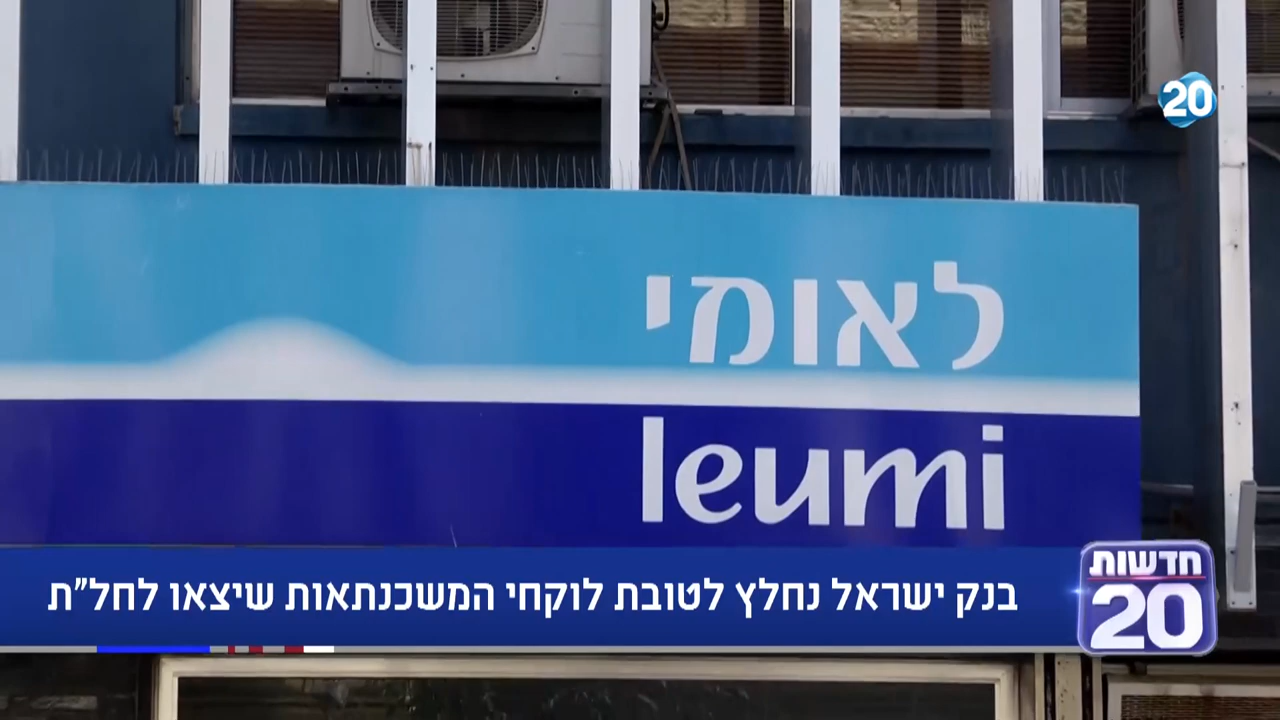 20
לאומי
leumi
בנק ישראל נחלץ לטובת לוקחי המשכנתאות שיצאו לחל"ת
חדשות
20